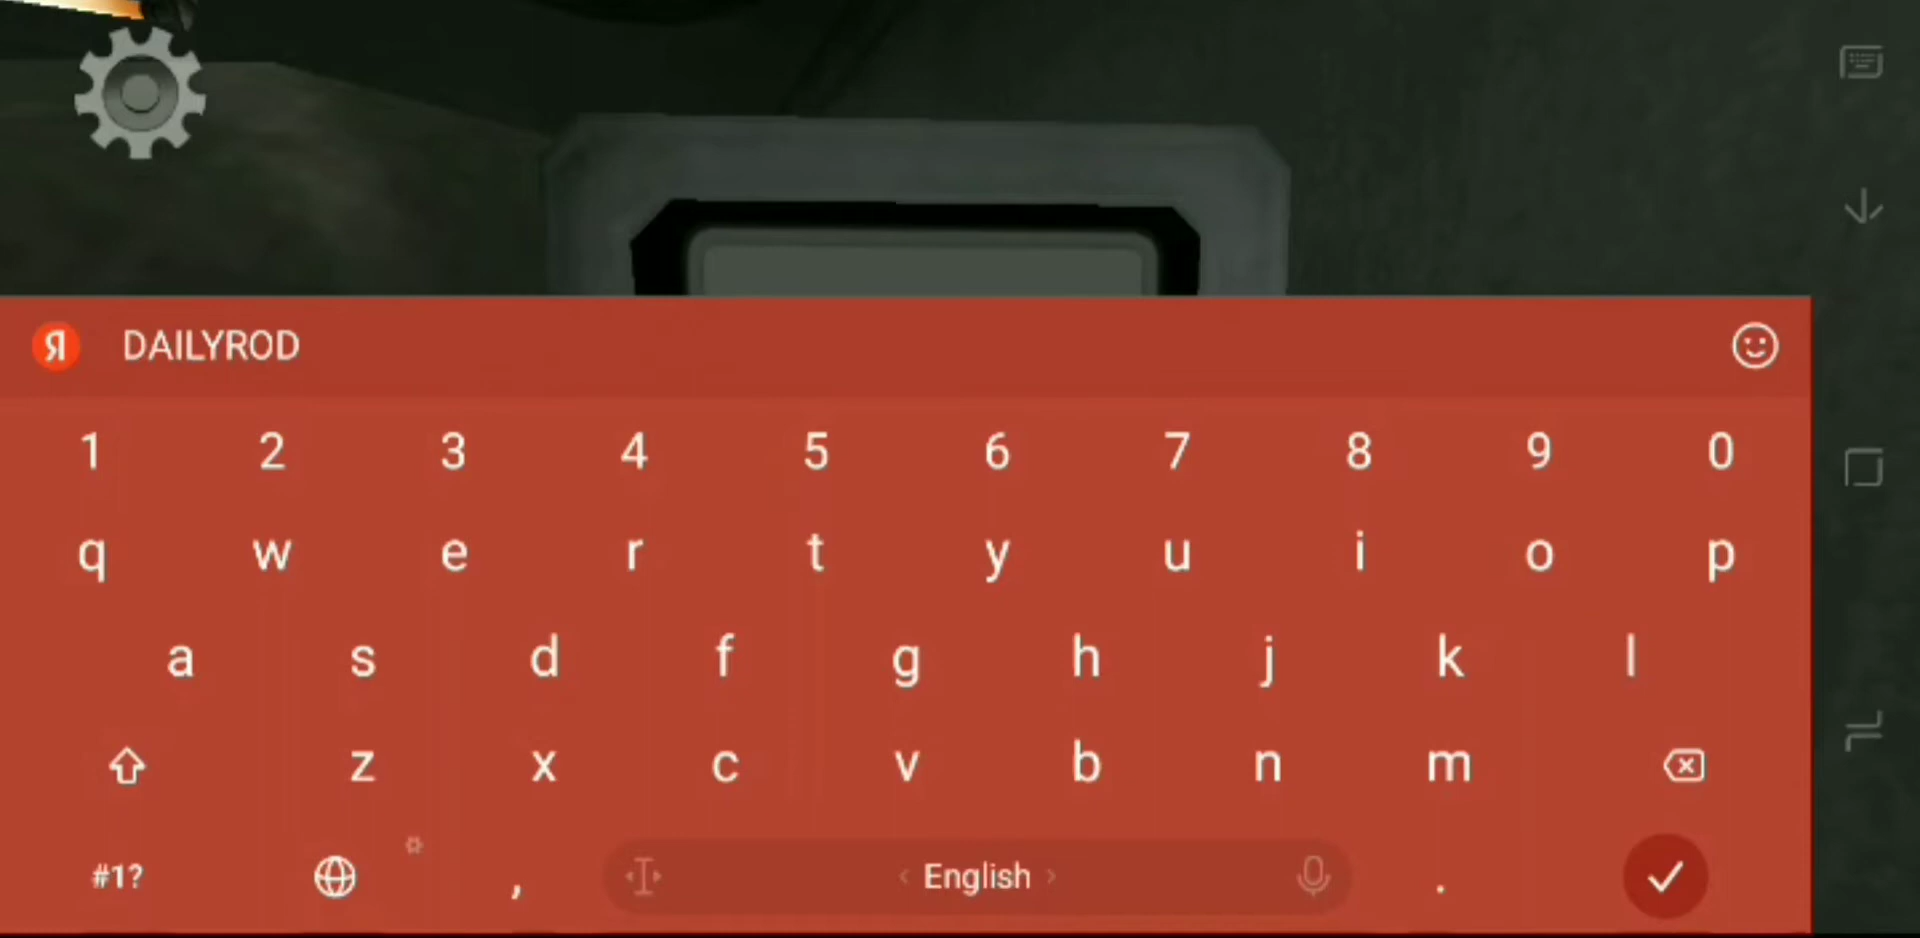 Я DAILYROD
1 2 3 4 5 6 7 8 9 0
q w e r t y u i o p
a s d f g h j k l
z x c v b n m
#1? , English .